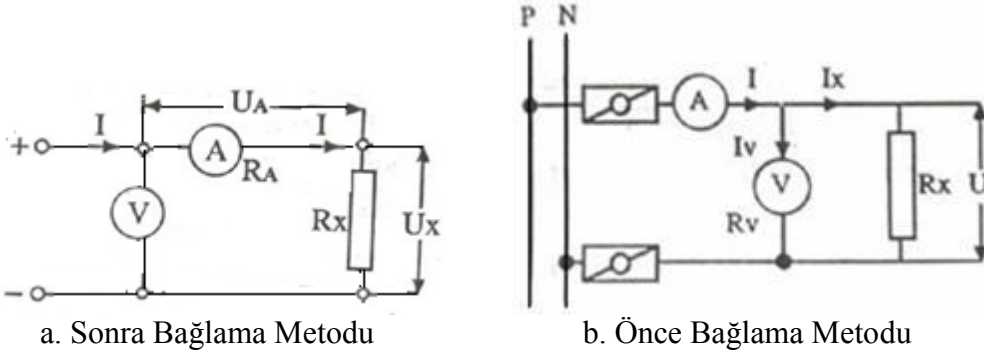 P N
I Ix
A
Iv
V
Rv
Rx
U
UA
I I
+
A
RA
V
Rx
Ux
-
a. Sonra Bağlama Metodu
b. Önce Bağlama Metodu